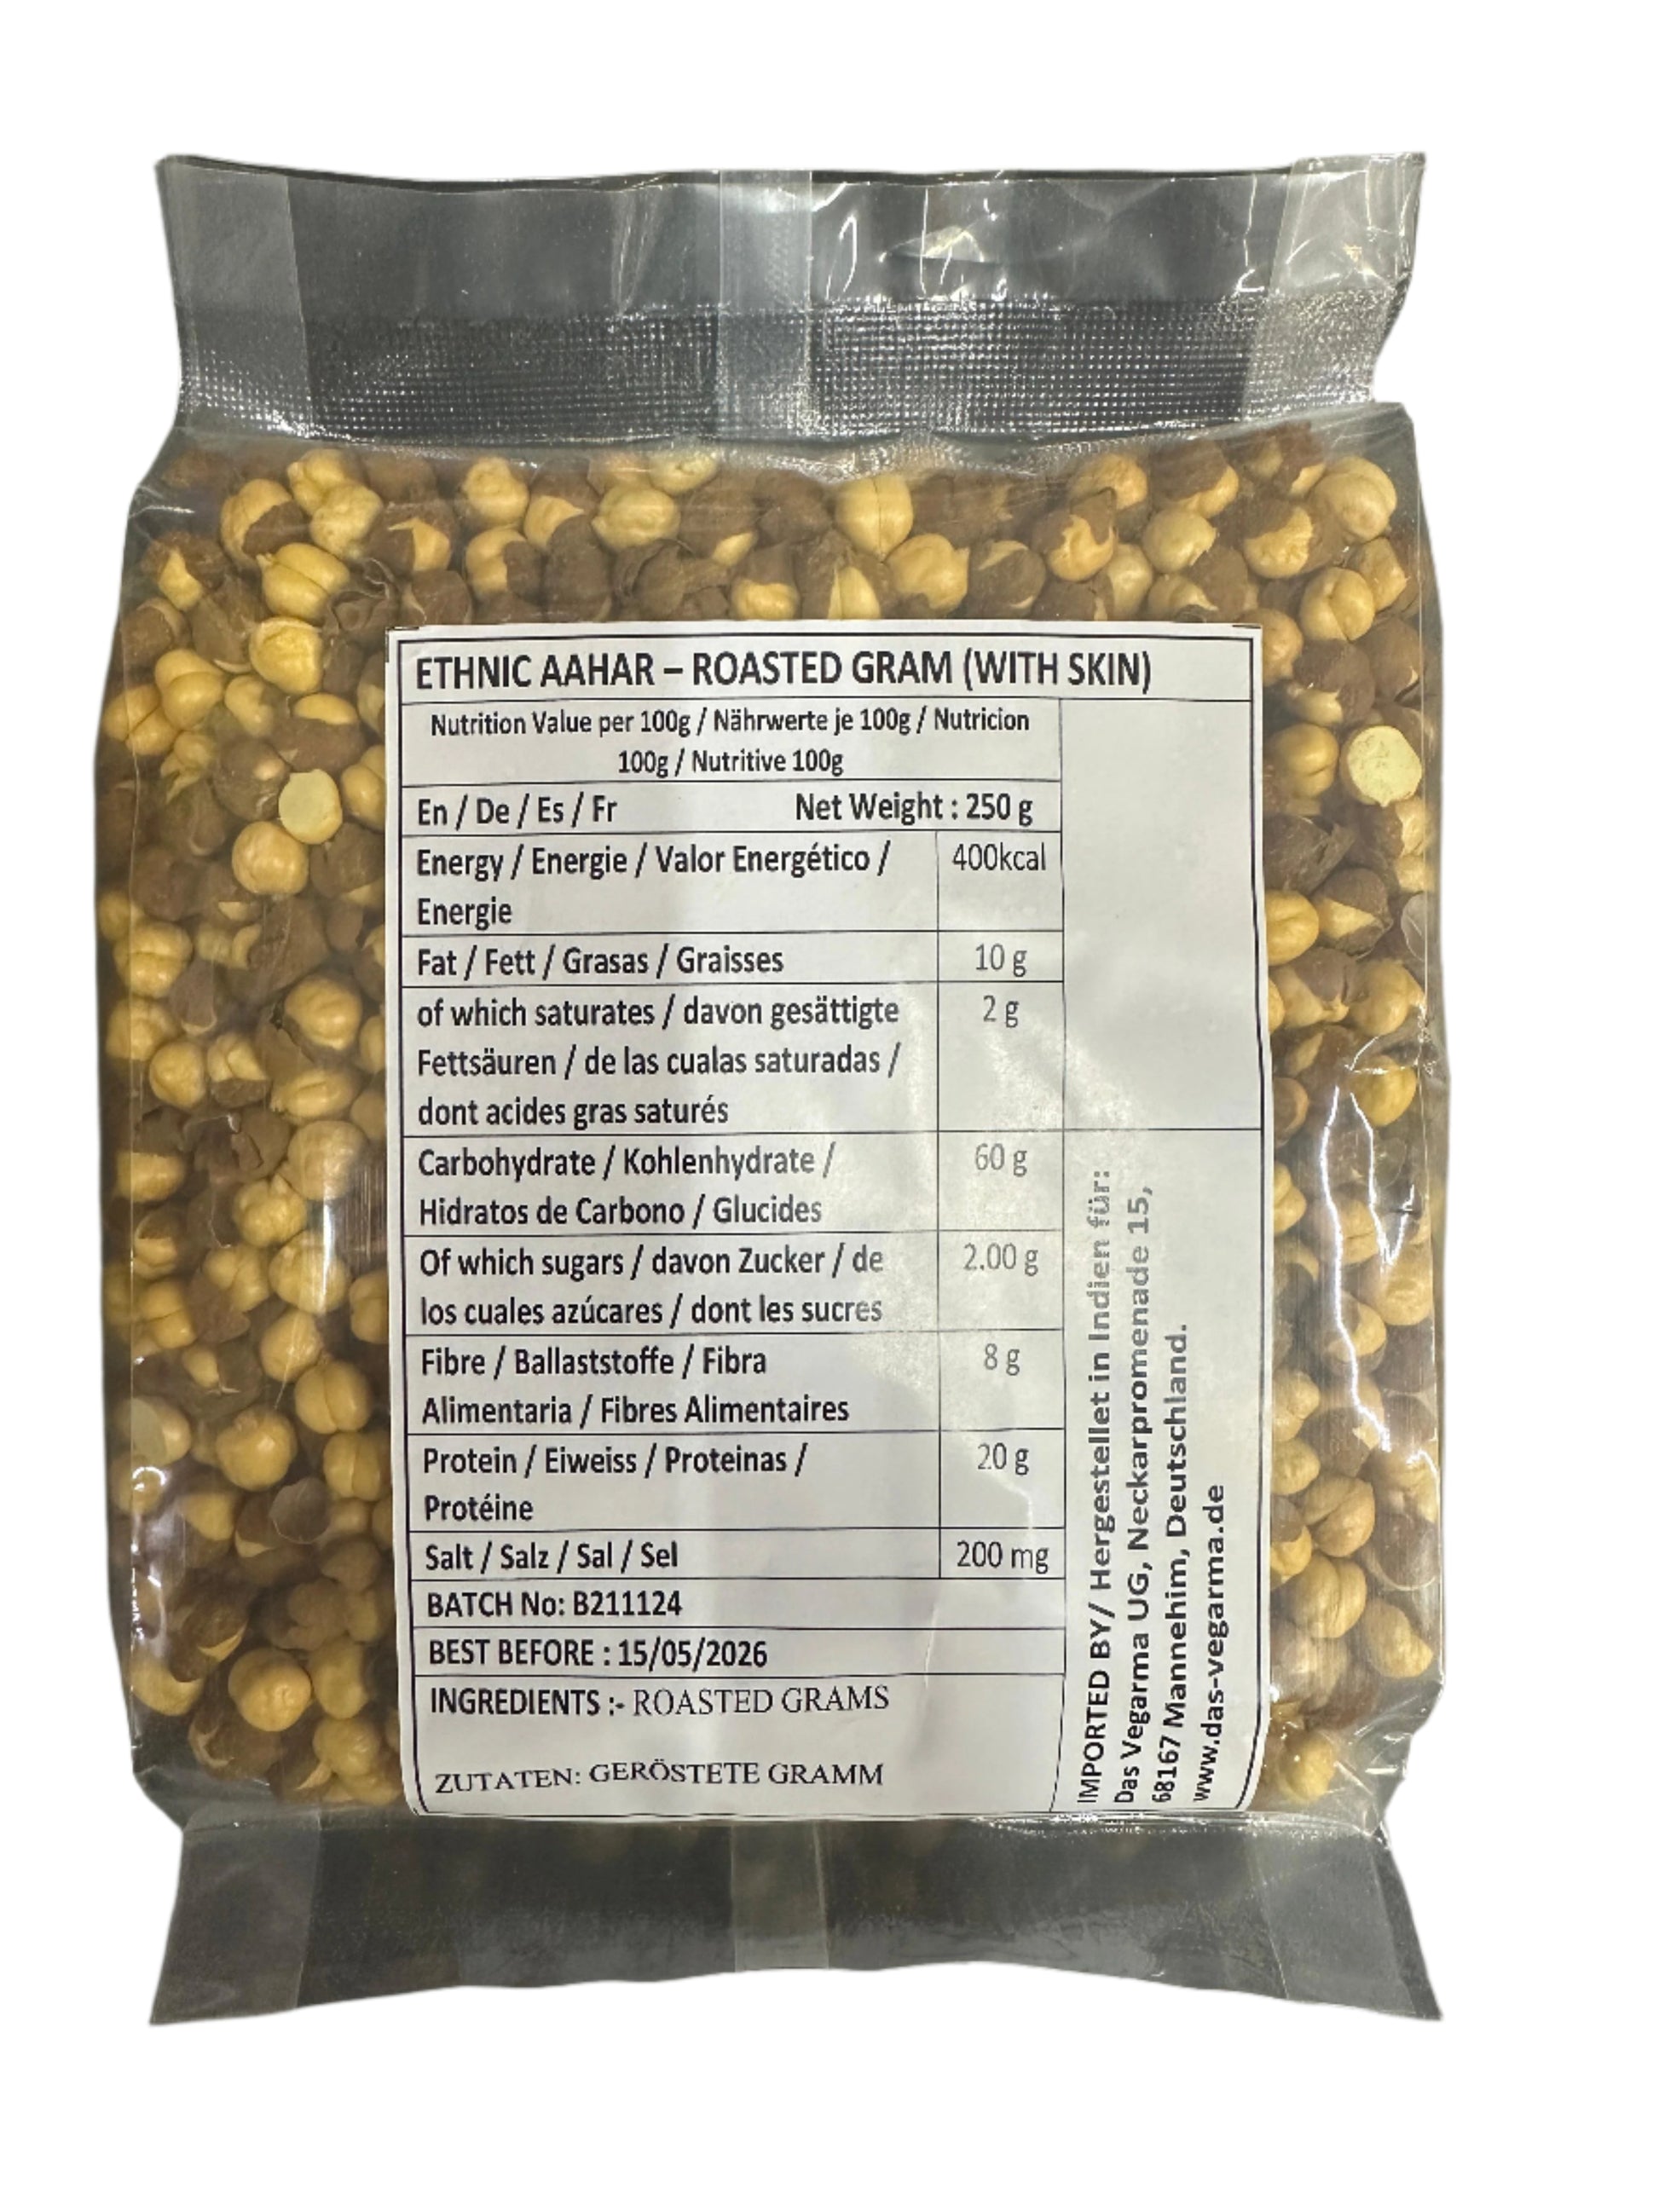 ETHNIC AAHAR – ROASTED GRAM (WITH SKIN)
Nutrition Value per 100g / Nährwerte je 100g / Nutricion
100g / Nutritive 100g
En / De / Es / Fr Net Weight : 250 g
Energy / Energie / Valor Energético / 400kcal
Energie
Fat / Fett / Grasas / Graisses 10 g
of which saturates / davon gesättigte 2 g
Fettsäuren / de las cualas saturadas /
dont acides gras saturés
Carbohydrate / Kohlenhydrate / 60 g
Hidratos de Carbono / Glucides
Of which sugars / davon Zucker / de 2.00 g
los cuales azúcares / dont les sucres
Fibre / Ballaststoffe / Fibra 8 g
Alimentaria / Fibres Alimentaires
Protein / Eiweiss / Proteinas / 20 g
Protéine
Salt / Salz / Sal / Sel 200 mg
BATCH No: B211124
BEST BEFORE : 15/05/2026
INGREDIENTS :- ROASTED GRAMS
ZUTATEN: GERÖSTETE GRAMM
IMPORTED BY/ Hergestellet in Indien für:
Das Vegarma UG, Neckarpromenade 15,
68167 Mannehim, Deutschland.
www.das-vegarma.de